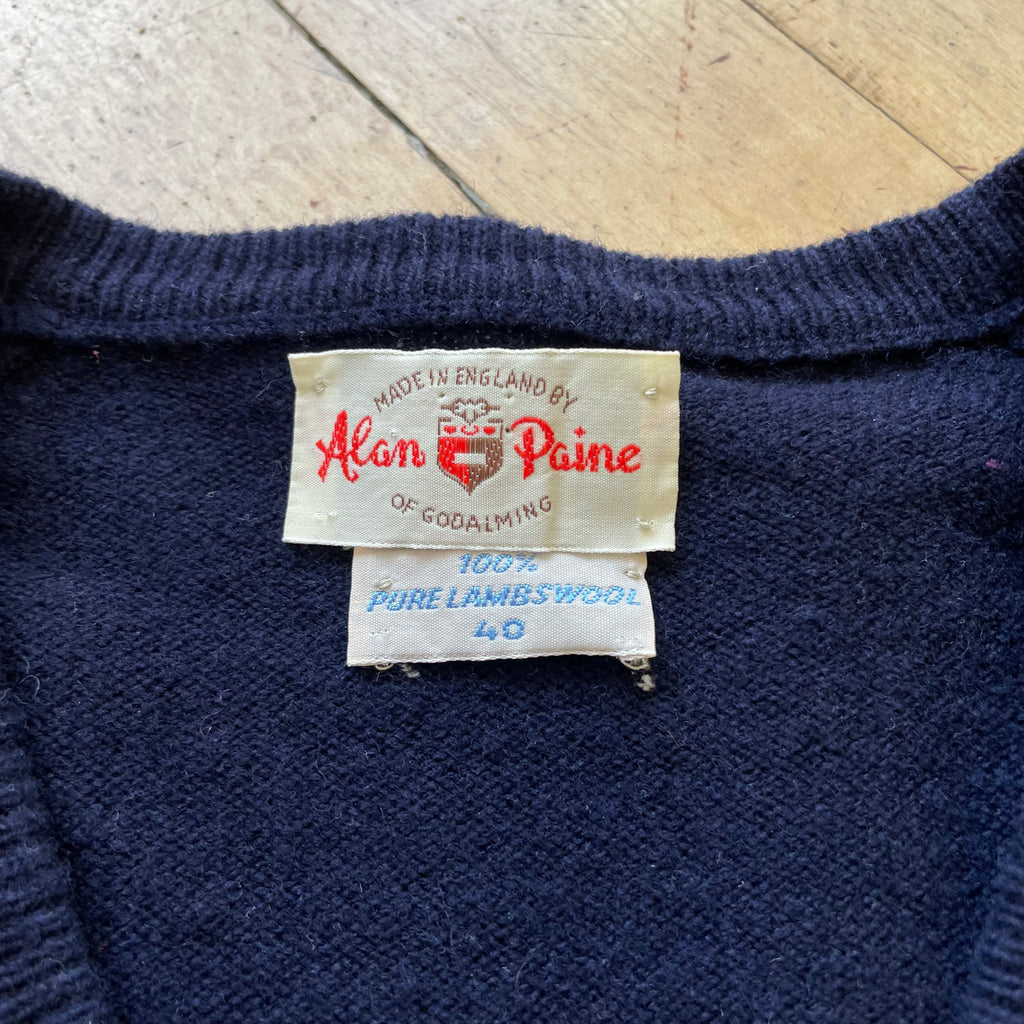 MADE IN ENGLAND BY
Alan Paine
OF GODALMING
100%
PURE LAMBSWOOL
40